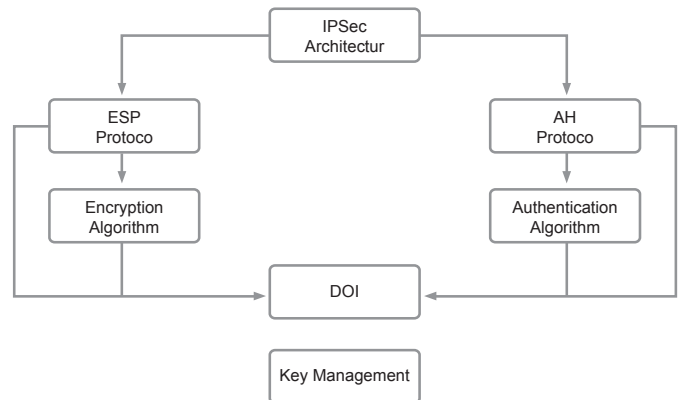 IPSec
Architectur
ESP
Protoco
AH
Protoco
Encryption
Algorithm
Authentication
Algorithm
DOI
Key Management